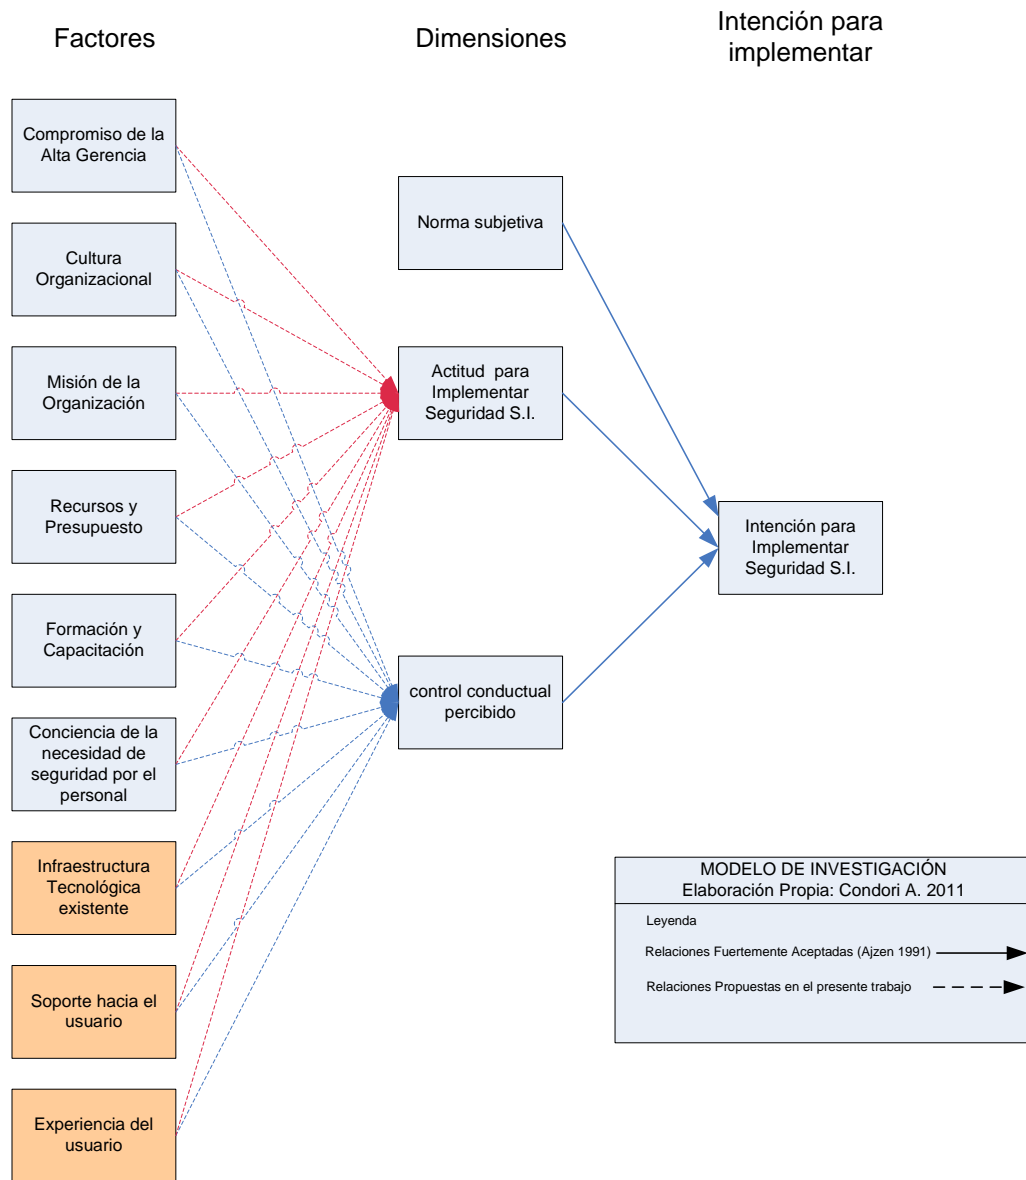 Factores
Dimensiones
Intención para
implementar
Compromiso de la
Alta Gerencia
Cultura
Organizacional
Misión de la
Organización
Recursos y
Presupuesto
Formación y
Capacitación
Conciencia de la
necesidad de
seguridad por el
personal
Infraestructura
Tecnológica
existente
Soporte hacia el
usuario
Experiencia del
usuario
Norma subjetiva
Actitud para
Implementar
Seguridad S.I.
control conductual
percibido
Intención para
Implementar
Seguridad S.I.
MODELO DE INVESTIGACIÓN
Elaboración Propia: Condori A. 2011
Leyenda
Relaciones Fuertemente Aceptadas (Ajzen 1991)
Relaciones Propuestas en el presente trabajo